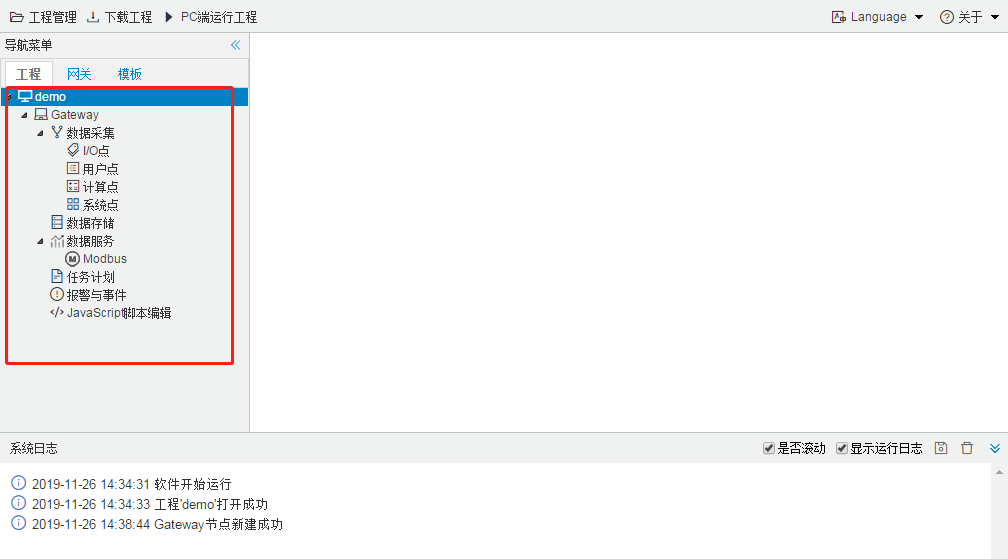 工程管理 下载工程 PC端运行工程 Language 关于
导航菜单
工程 网关 模板
demo
Gateway
数据采集
I/O点
用户点
计算点
系统点
数据存储
数据服务
Modbus
任务计划
报警与事件
JavaScript脚本编辑
系统日志 是否滚动 显示运行日志
2019-11-26 14:34:31 软件开始运行
2019-11-26 14:34:33 工程'demo'打开成功
2019-11-26 14:38:44 Gateway节点新建成功